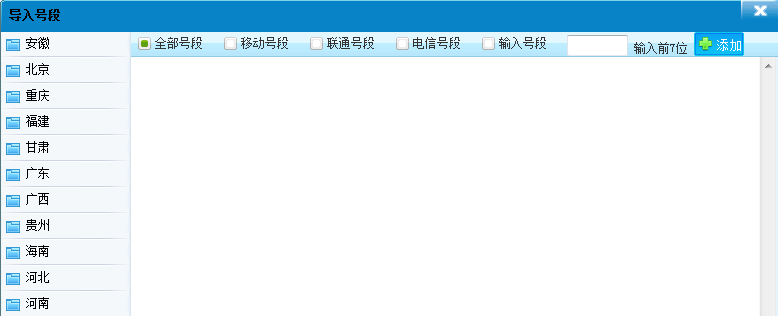 导入号段
全部号段 移动号段 联通号段 电信号段 输入号段 输入前7位 添加
安徽
北京
重庆
福建
甘肃
广东
广西
贵州
海南
河北
河南